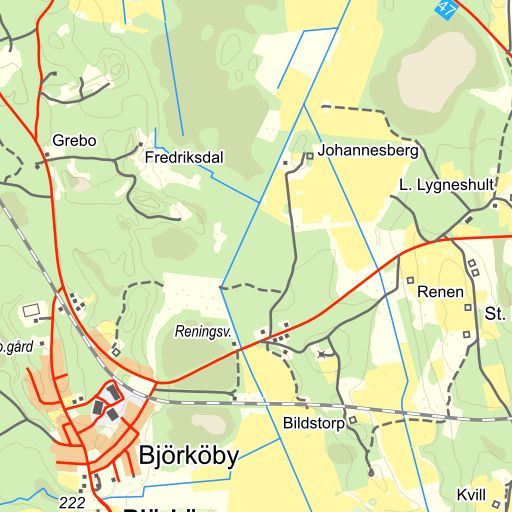 47
Grebo
Fredriksdal
Johannesberg
L. Lygneshult
Renen
St.
Reningsv.
p.gård
Bildstorp
Björköby
Kvill
222